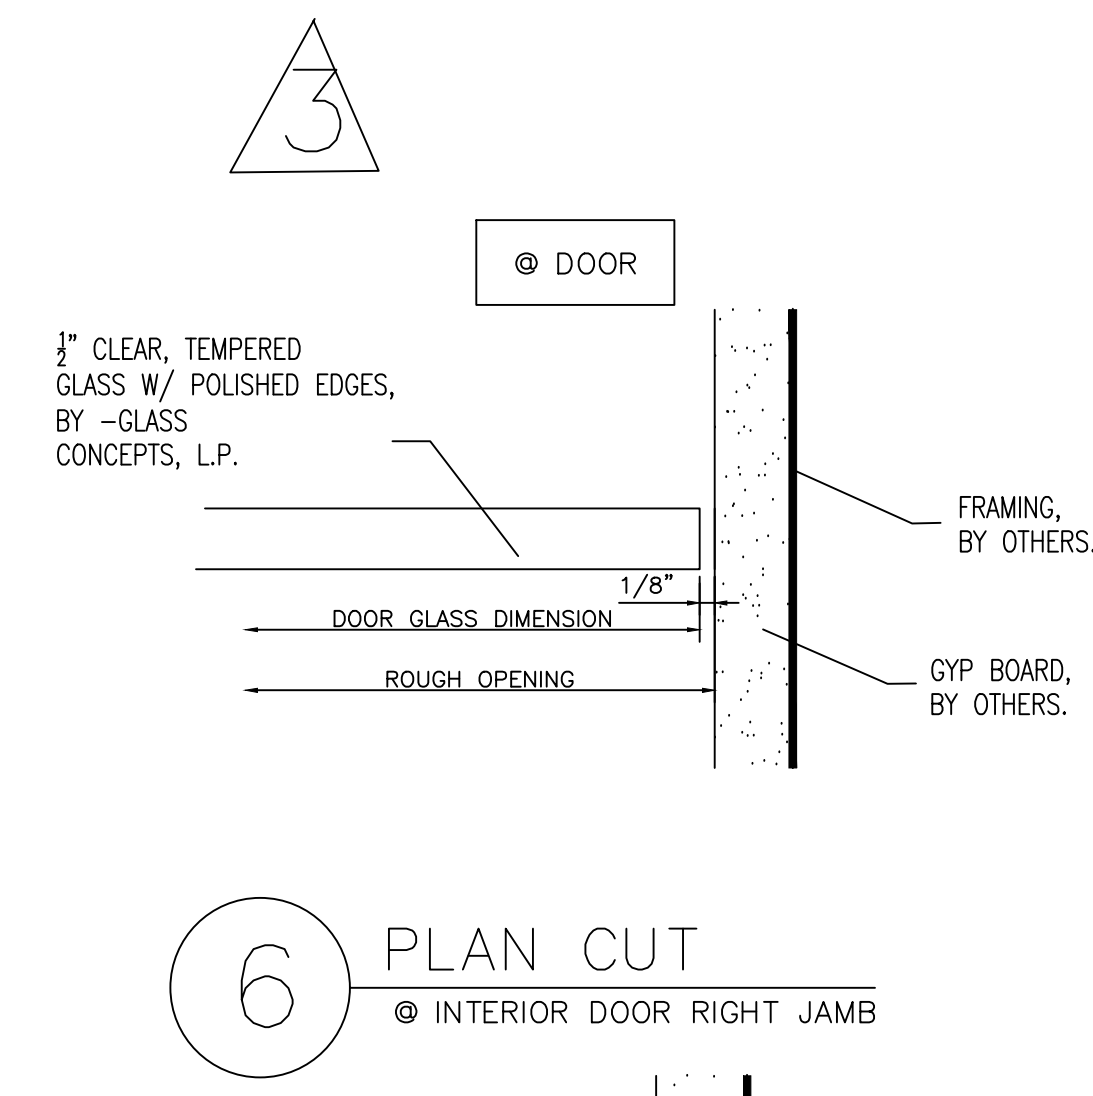 3
@ DOOR
½” CLEAR, TEMPERED
GLASS W/ POLISHED EDGES,
BY -GLASS
CONCEPTS, L.P.
FRAMING,
BY OTHERS.
1/8”
DOOR GLASS DIMENSION
ROUGH OPENING
GYP BOARD,
BY OTHERS.
6
PLAN CUT
@ INTERIOR DOOR RIGHT JAMB